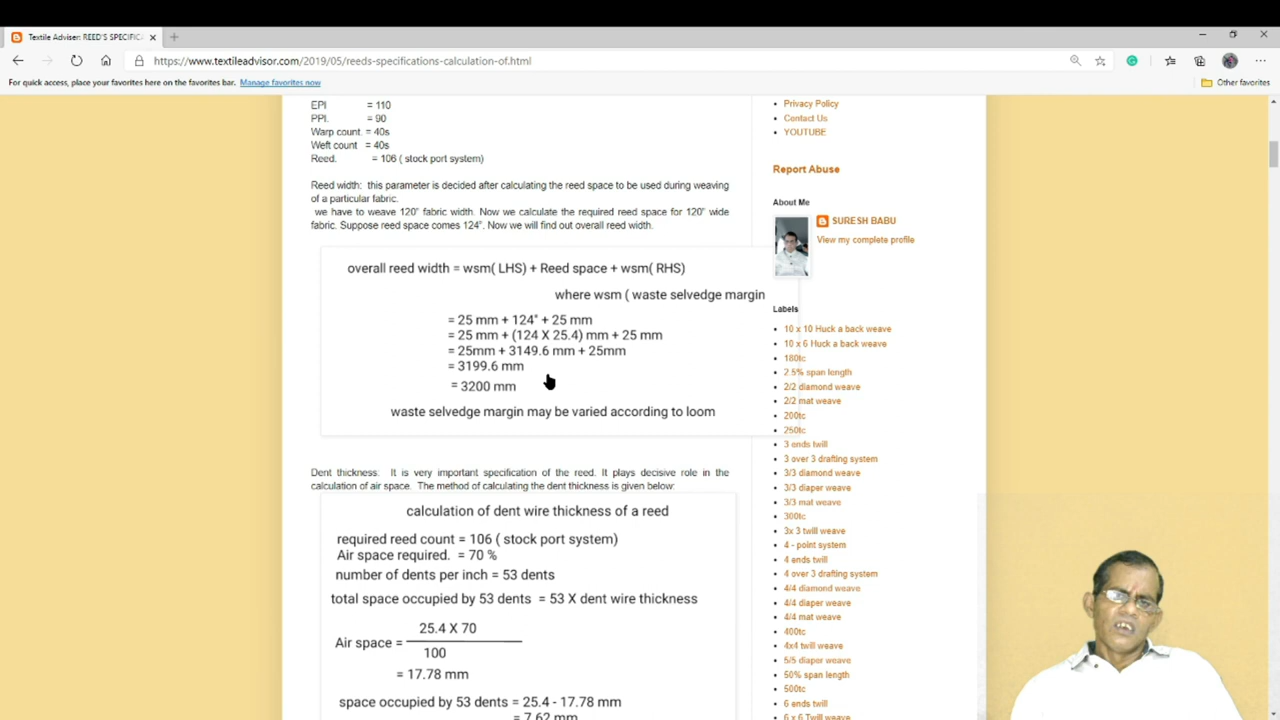 Textile Adviser: REED'S SPECIFIC
https://www.textileadvisor.com/2019/05/reeds-specifications-calculation-of.html
For quick access, place your favorites here on the favorites bar. Manage favorites now
Other favorites
EPI = 110
PPI. = 90
Warp count. = 40s
Weft count = 40s
Reed. = 106 ( stock port system)
Reed width: this parameter is decided after calculating the reed space to be used during weaving
of a particular fabric.
we have to weave 120" fabric width. Now we calculate the required reed space for 120" wide
fabric. Suppose reed space comes 124". Now we will find out overall reed width.
overall reed width = wsm( LHS) + Reed space + wsm( RHS)
where wsm ( waste selvedge margin
= 25 mm + 124" + 25 mm
= 25 mm + (124 X 25.4) mm + 25 mm
= 25mm + 3149.6 mm + 25mm
= 3199.6 mm
= 3200 mm
waste selvedge margin may be varied according to loom
Dent thickness: It is very important specification of the reed. It plays decisive role in the
calculation of air space. The method of calculating the dent thickness is given below:
calculation of dent wire thickness of a reed
required reed count = 106 ( stock port system)
Air space required. = 70 %
number of dents per inch = 53 dents
total space occupied by 53 dents = 53 X dent wire thickness
25.4 X 70
Air space =
100
= 17.78 mm
space occupied by 53 dents = 25.4 - 17.78 mm
= 7.62 mm
Privacy Policy
Contact Us
YOUTUBE
Report Abuse
About Me
SURESH BABU
View my complete profile
Labels
10 x 10 Huck a back weave
10 x 6 Huck a back weave
180tc
2.5% span length
2/2 diamond weave
2/2 mat weave
200tc
250tc
3 ends twill
3 over 3 drafting system
3/3 diamond weave
3/3 diaper weave
3/3 mat weave
300tc
3x 3 twill weave
4 - point system
4 ends twill
4 over 3 drafting system
4/4 diamond weave
4/4 diaper weave
4/4 mat weave
400tc
4x4 twill weave
5/5 diaper weave
50% span length
500tc
6 ends twill
6 x 6 Twill weave